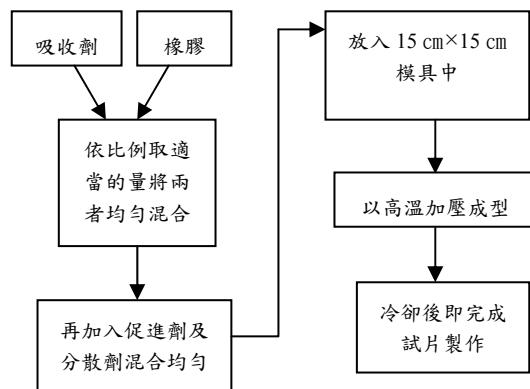 吸收劑
橡膠
依比例取適
當的量將兩
者均勻混合
再加入促進劑及
分散劑混合均勻
放入 15 cm×15 cm
模具中
以高溫加壓成型
冷卻後即完成
試片製作